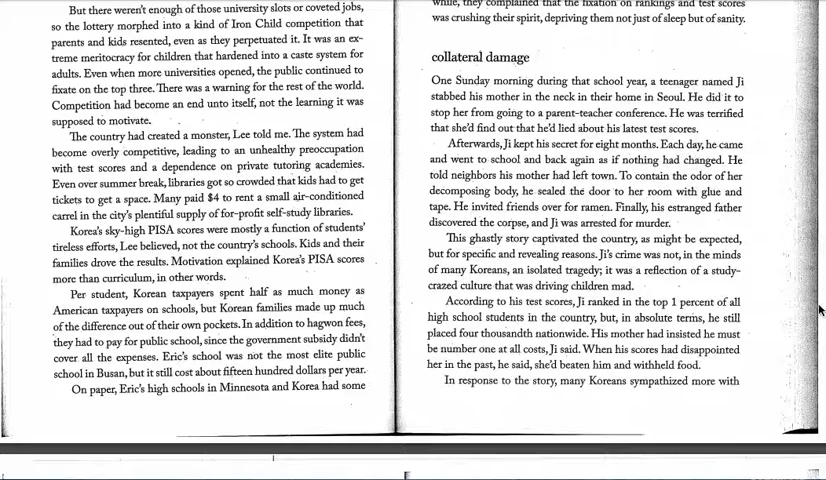 But there weren't enough of those university slots or coveted jobs,
so the lottery morphed into a kind of Iron Child competition that
parents and kids resented, even as they perpetuated it. It was an ex-
treme meritocracy for children that hardened into a caste system for
adults. Even when more universities opened, the public continued to
fixate on the top three. There was a warning for the rest of the world.
Competition had become an end unto itself, not the learning it was
supposed to motivate.
The country had created a monster, Lee told me. The system had
become overly competitive, leading to an unhealthy preoccupation
with test scores and a dependence on private tutoring academies.
Even over summer break, libraries got so crowded that kids had to get
tickets to get a space. Many paid $4 to rent a small air-conditioned
carrel in the city's plentiful supply of for-profit self-study libraries.
Korea's sky-high PISA scores were mostly a function of students'
tireless efforts, Lee believed, not the country's schools. Kids and their
families drove the results. Motivation explained Korea's PISA scores
more than curriculum, in other words.
Per student, Korean taxpayers spent half as much money as
American taxpayers on schools, but Korean families made up much
of the difference out of their own pockets. In addition to hagwon fees,
they had to pay for public school, since the government subsidy didn't
cover all the expenses. Eric's school was not the most elite public
school in Busan, but it still cost about fifteen hundred dollars per year.
On paper, Eric's high schools in Minnesota and Korea had some
while, they complained that the fixation on rankings and test scores
was crushing their spirit, depriving them not just of sleep but of sanity.
collateral damage
One Sunday morning during that school year, a teenager named Ji
stabbed his mother in the neck in their home in Seoul. He did it to
stop her from going to a parent-teacher conference. He was terrified
that she'd find out that he'd lied about his latest test scores.
Afterwards, Ji kept his secret for eight months. Each day, he came
and went to school and back again as if nothing had changed. He
told neighbors his mother had left town. To contain the odor of her
decomposing body, he sealed the door to her room with glue and
tape. He invited friends over for ramen. Finally, his estranged father
discovered the corpse, and Ji was arrested for murder.
This ghastly story captivated the country, as might be expected,
but for specific and revealing reasons. Ji's crime was not, in the minds
of many Koreans, an isolated tragedy; it was a reflection of a study-
crazed culture that was driving children mad.
According to his test scores, Ji ranked in the top 1 percent of all
high school students in the country, but, in absolute terms, he still
placed four thousandth nationwide. His mother had insisted he must
be number one at all costs, Ji said. When his scores had disappointed
her in the past, he said, she'd beaten him and withheld food.
In response to the story, many Koreans sympathized more with